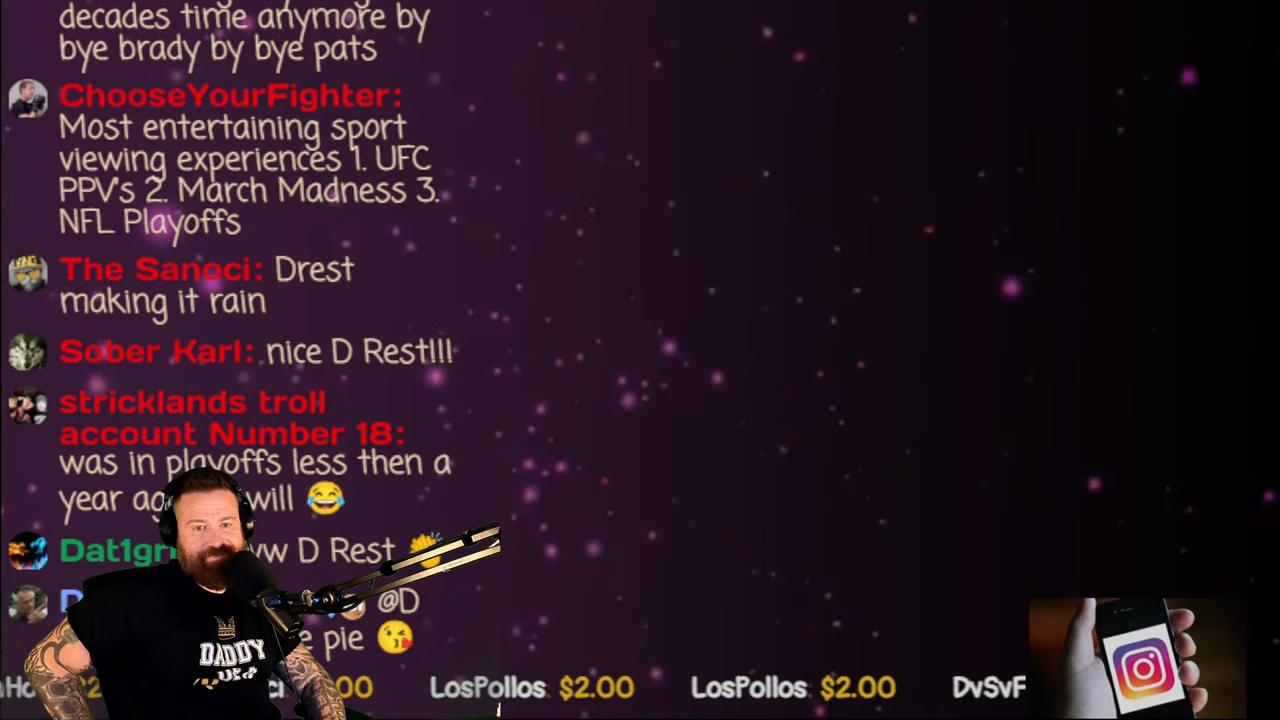 decades time anymore by
bye brady by bye pats
ChooseYourFighter:
Most entertaining sport
viewing experiences 1. UFC
PPV's 2. March Madness 3.
NFL Playoffs
The Sanoci: Drest
making it rain
Sober Karl: nice D Rest!!!
stricklands troll
account Number 18:
was in playoffs less then a
year will 😂
D Rest 👏
@D
pie 😘
DADDY
LosPollos: $2.00 LosPollos: $2.00 DvSvF